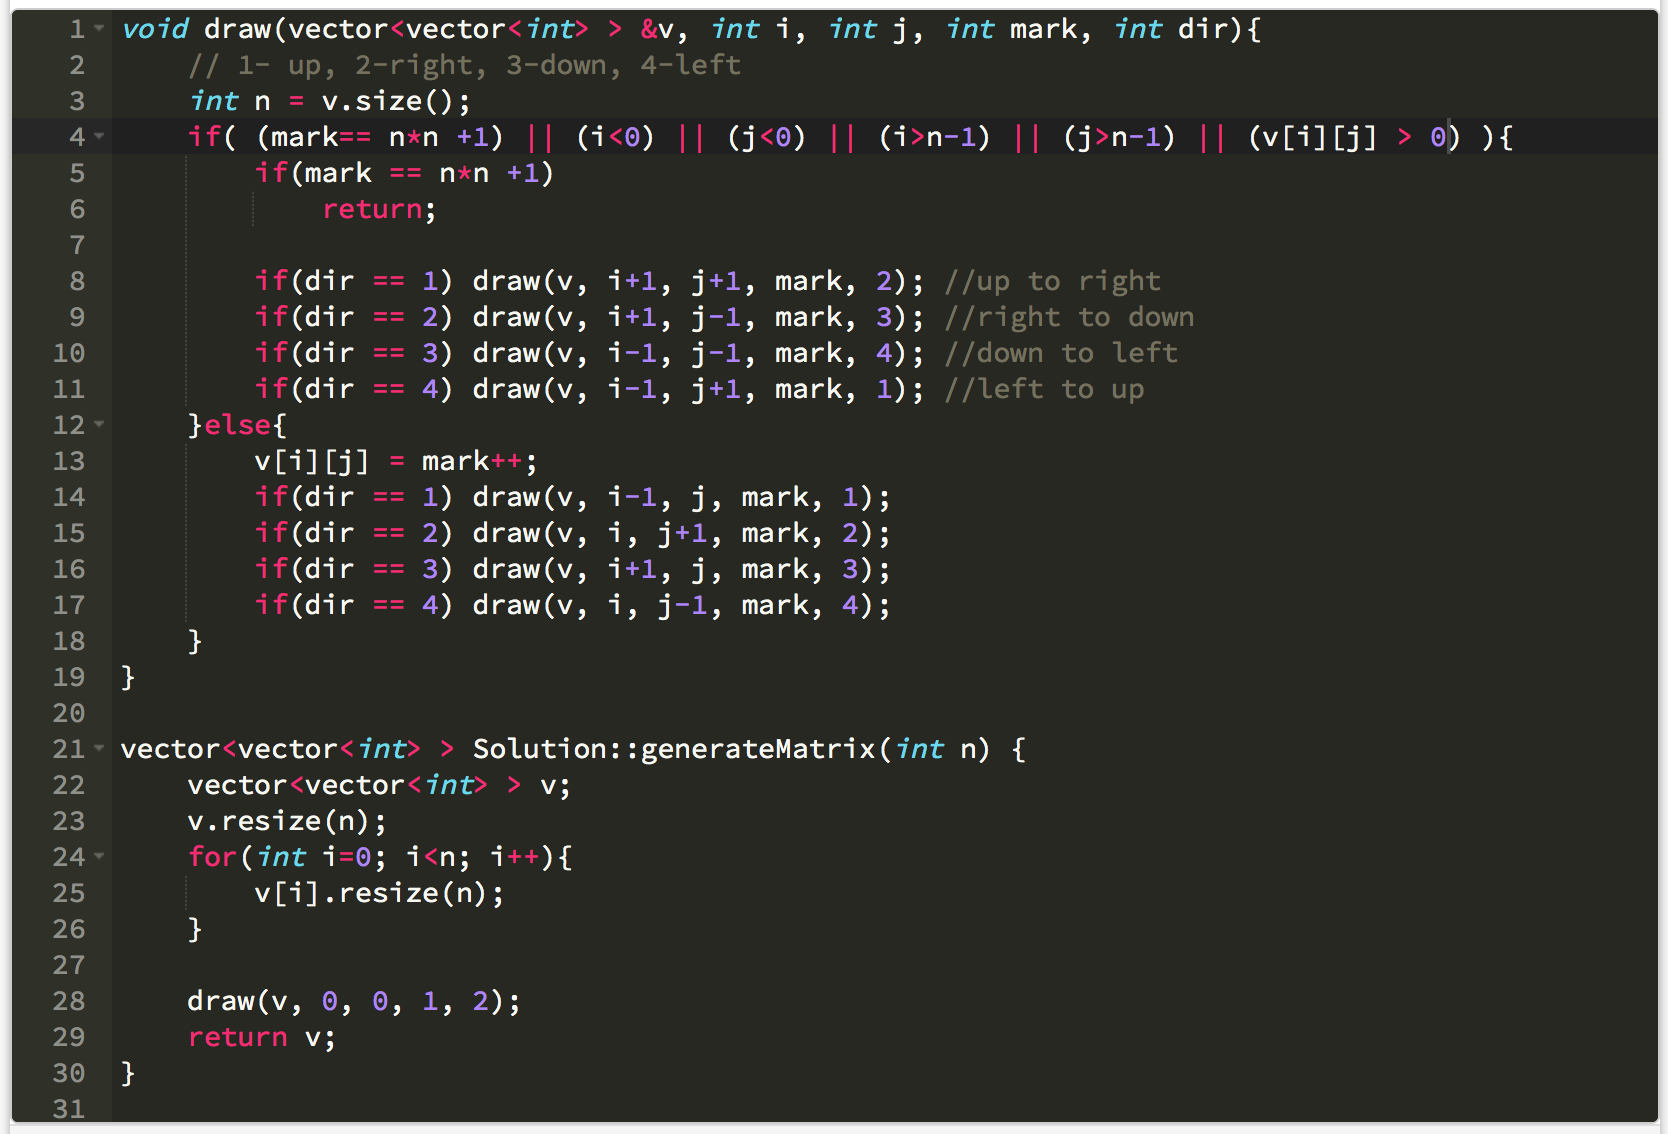 1 void draw(vector<vector<int> > &v, int i, int j, int mark, int dir){
2     // 1- up, 2-right, 3-down, 4-left
3     int n = v.size();
4     if( (mark== n*n +1) || (i<0) || (j<0) || (i>n-1) || (j>n-1) || (v[i][j] > 0) ){
5         if(mark == n*n +1)
6             return;
7
8         if(dir == 1) draw(v, i+1, j+1, mark, 2); //up to right
9         if(dir == 2) draw(v, i+1, j-1, mark, 3); //right to down
10         if(dir == 3) draw(v, i-1, j-1, mark, 4); //down to left
11         if(dir == 4) draw(v, i-1, j+1, mark, 1); //left to up
12     }else{
13         v[i][j] = mark++;
14         if(dir == 1) draw(v, i-1, j, mark, 1);
15         if(dir == 2) draw(v, i, j+1, mark, 2);
16         if(dir == 3) draw(v, i+1, j, mark, 3);
17         if(dir == 4) draw(v, i, j-1, mark, 4);
18     }
19 }
20
21 vector<vector<int> > Solution::generateMatrix(int n) {
22     vector<vector<int> > v;
23     v.resize(n);
24     for(int i=0; i<n; i++){
25         v[i].resize(n);
26     }
27
28     draw(v, 0, 0, 1, 2);
29     return v;
30 }
31